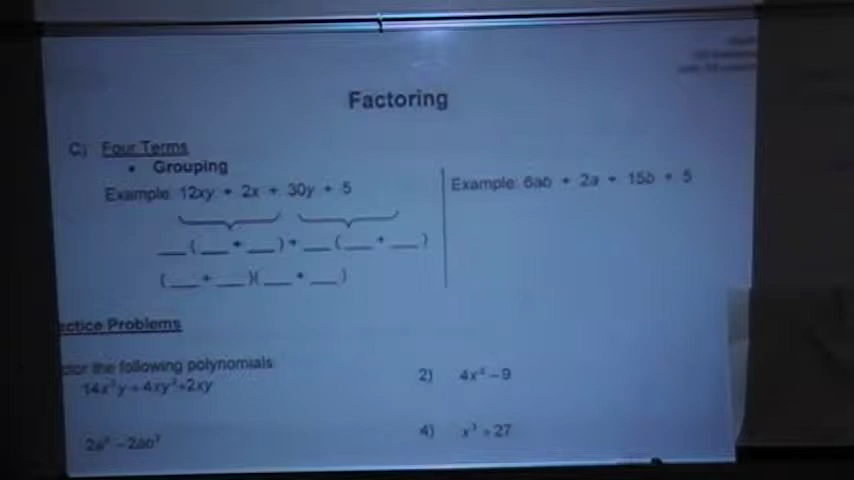 Factoring
C) Four Terms
• Grouping
Example: 12xy + 2x + 30y + 5
Example: 6ab + 2a + 15b + 5
__(__ + __) + __(__ + __)
(__ + __)(__ + __)
ctice Problems
ctor the following polynomials
2) 4x² – 9
4) x³ + 27